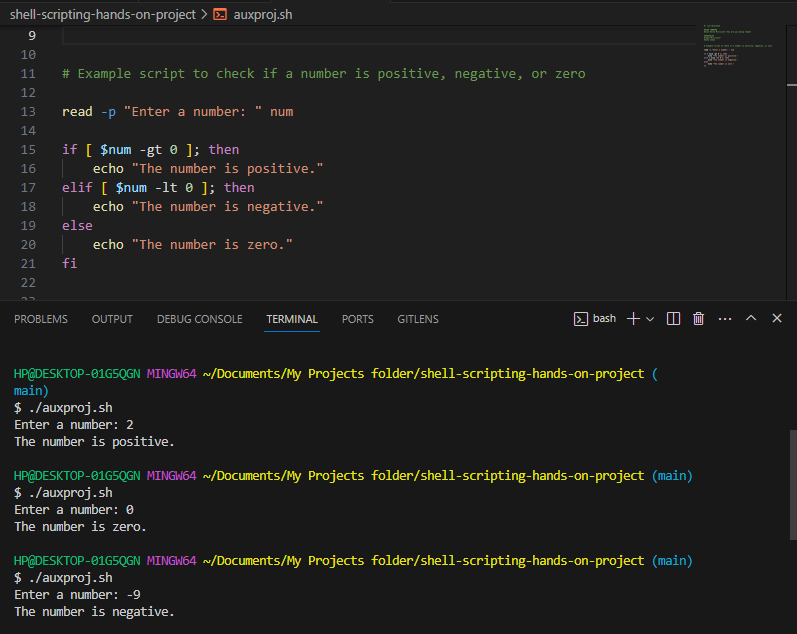 shell-scripting-hands-on-project > auxproj.sh
9
10
11 # Example script to check if a number is positive, negative, or zero
12
13 read -p "Enter a number: " num
14
15 if [ $num -gt 0 ]; then
16     echo "The number is positive."
17 elif [ $num -lt 0 ]; then
18     echo "The number is negative."
19 else
20     echo "The number is zero."
21 fi
22
PROBLEMS OUTPUT DEBUG CONSOLE TERMINAL PORTS GITLENS bash
HP@DESKTOP-01G5QGN MINGW64 ~/Documents/My Projects folder/shell-scripting-hands-on-project (
main)
$ ./auxproj.sh
Enter a number: 2
The number is positive.
HP@DESKTOP-01G5QGN MINGW64 ~/Documents/My Projects folder/shell-scripting-hands-on-project (main)
$ ./auxproj.sh
Enter a number: 0
The number is zero.
HP@DESKTOP-01G5QGN MINGW64 ~/Documents/My Projects folder/shell-scripting-hands-on-project (main)
$ ./auxproj.sh
Enter a number: -9
The number is negative.